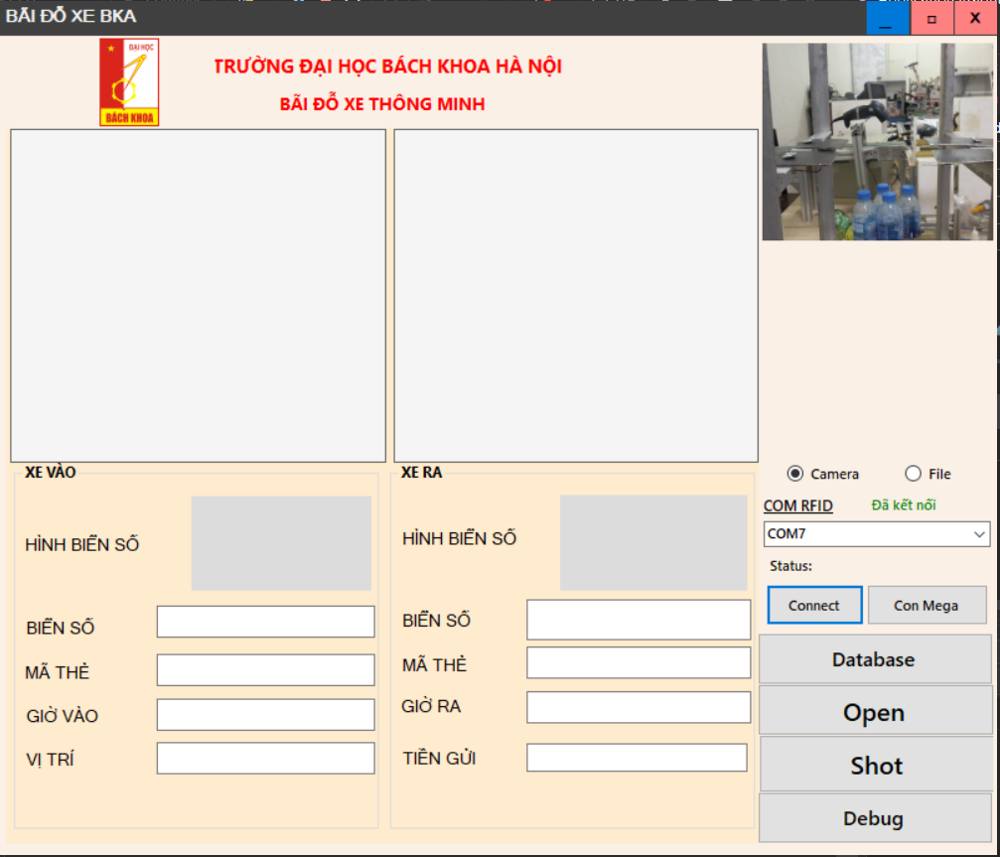 BÃI ĐỖ XE BKA
X
ĐẠI HỌC
BÁCH KHOA
TRƯỜNG ĐẠI HỌC BÁCH KHOA HÀ NỘI
BÃI ĐỖ XE THÔNG MINH
XE VÀO
HÌNH BIỂN SỐ
BIỂN SỐ
MÃ THẺ
GIỜ VÀO
VỊ TRÍ
XE RA
HÌNH BIỂN SỐ
BIỂN SỐ
MÃ THẺ
GIỜ RA
TIỀN GỬI
Camera File
COM RFID Đã kết nối
COM7
Status:
Connect Con Mega
Database
Open
Shot
Debug